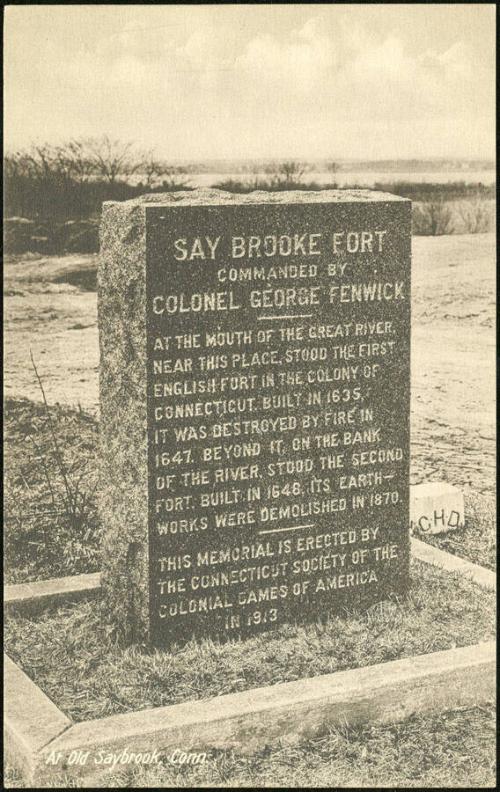 SAY BROOKE FORT
COMMANDED BY
COLONEL GEORGE FENWICK
AT THE MOUTH OF THE GREAT RIVER,
NEAR THIS PLACE, STOOD THE FIRST
ENGLISH FORT IN THE COLONY OF
CONNECTICUT. BUILT IN 1635,
IT WAS DESTROYED BY FIRE IN
1647. BEYOND IT, ON THE BANK
OF THE RIVER, STOOD THE SECOND
FORT, BUILT IN 1648, ITS EARTH-
WORKS WERE DEMOLISHED IN 1870.
THIS MEMORIAL IS ERECTED BY
THE CONNECTICUT SOCIETY OF THE
COLONIAL DAMES OF AMERICA
IN 1913
C.H.D.
At Old Saybrook, Conn.